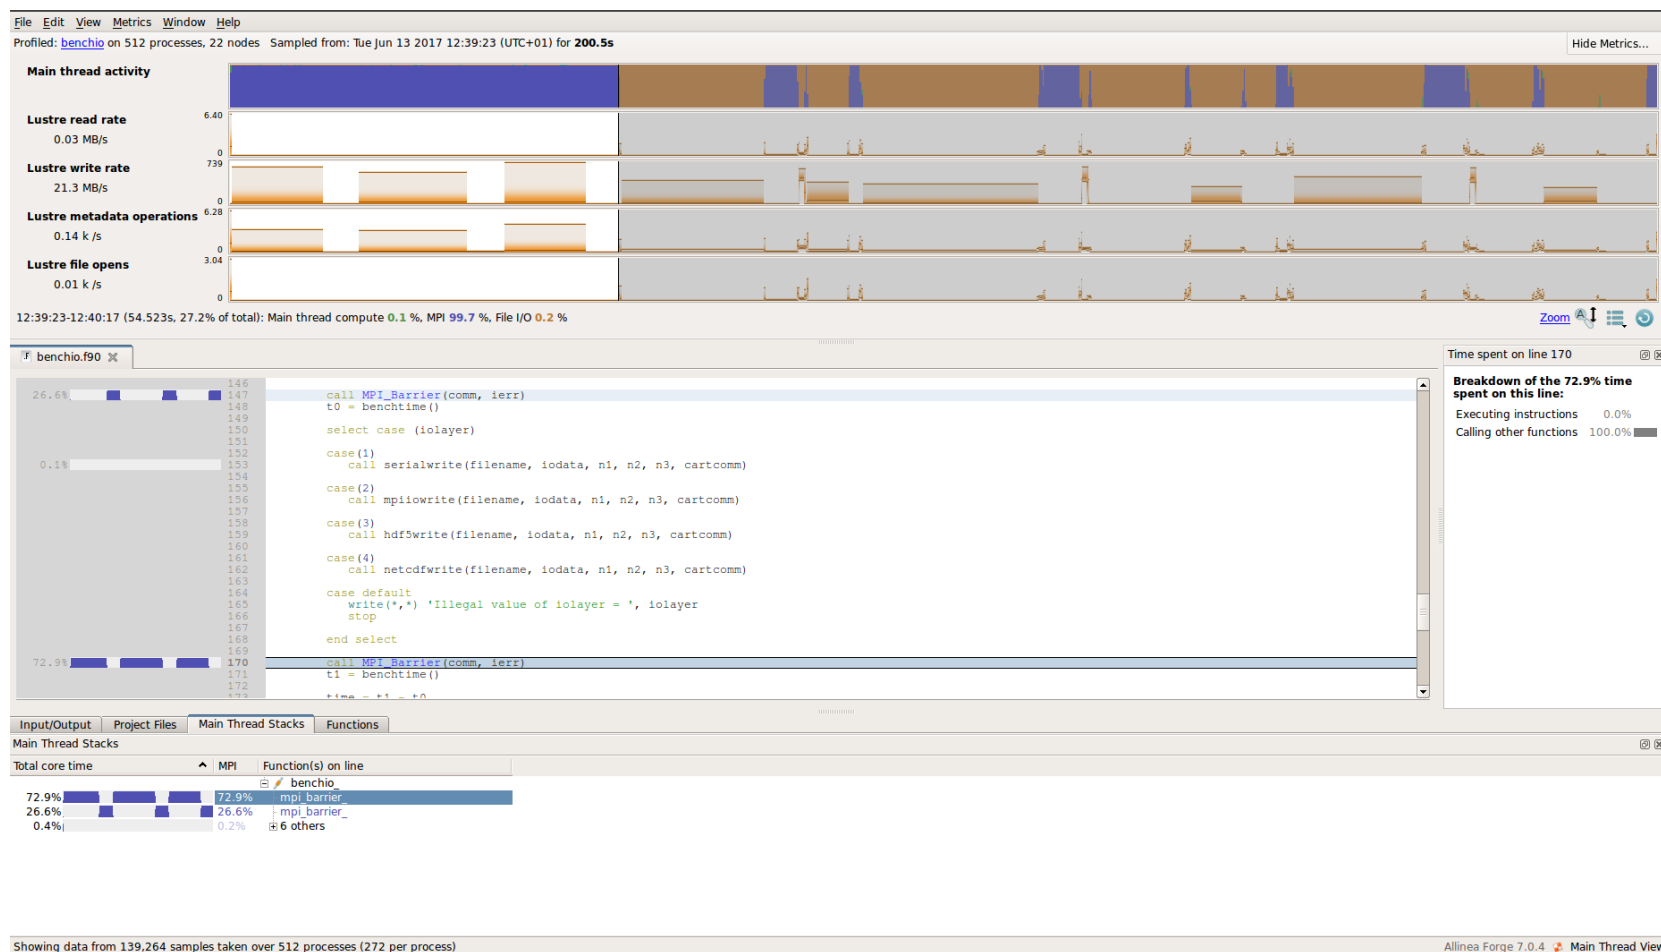 File Edit View Metrics Window Help
Profiled: benchio on 512 processes, 22 nodes Sampled from: Tue Jun 13 2017 12:39:23 (UTC+01) for 200.5s
Hide Metrics...
Main thread activity
Lustre read rate
6.40
0.03 MB/s
0
Lustre write rate
739
21.3 MB/s
0
Lustre metadata operations
6.28
0.14 k /s
0
Lustre file opens
3.04
0.01 k /s
0
12:39:23-12:40:17 (54.523s, 27.2% of total): Main thread compute 0.1 %, MPI 99.7 %, File I/O 0.2 %
Zoom
benchio.f90
146
26.6% 147 call MPI_Barrier(comm, ierr)
148 t0 = benchtime()
149
150 select case (iolayer)
151
152 case(1)
0.1% 153 call serialwrite(filename, iodata, n1, n2, n3, cartcomm)
154
155 case(2)
156 call mpiiowrite(filename, iodata, n1, n2, n3, cartcomm)
157
158 case(3)
159 call hdf5write(filename, iodata, n1, n2, n3, cartcomm)
160
161 case(4)
162 call netcdfwrite(filename, iodata, n1, n2, n3, cartcomm)
163
164 case default
165 write(*,*) 'Illegal value of iolayer = ', iolayer
166 stop
167
168 end select
169
72.9% 170 call MPI_Barrier(comm, ierr)
171 t1 = benchtime()
172
173 time = t1 - t0
Time spent on line 170
Breakdown of the 72.9% time
spent on this line:
Executing instructions 0.0%
Calling other functions 100.0%
Input/Output Project Files Main Thread Stacks Functions
Main Thread Stacks
Total core time MPI Function(s) on line
benchio_
72.9% 72.9% mpi_barrier_
26.6% 26.6% mpi_barrier_
0.4% 0.2% 6 others
Showing data from 139,264 samples taken over 512 processes (272 per process)
Allinea Forge 7.0.4 Main Thread View